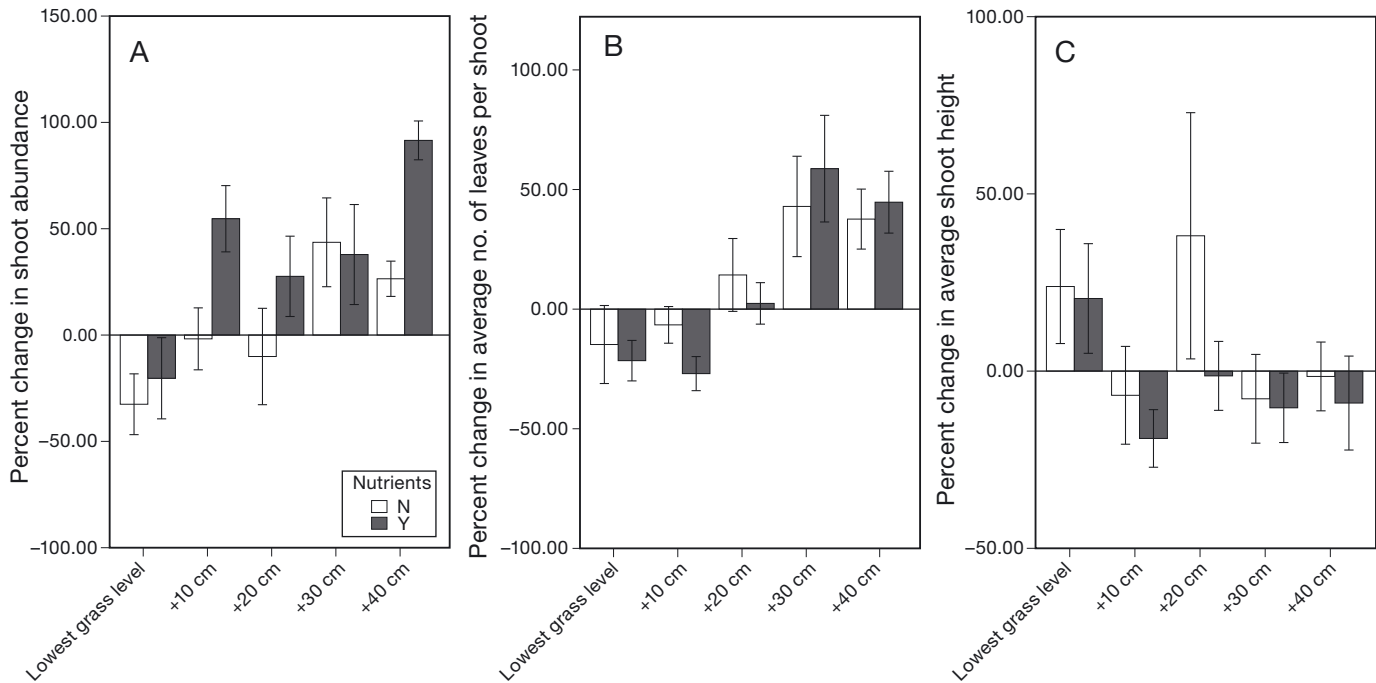 A
Percent change in shoot abundance
150.00
100.00
50.00
0.00
−50.00
−100.00
Nutrients
N
Y
Lowest grass level
+10 cm
+20 cm
+30 cm
+40 cm
B
Percent change in average no. of leaves per shoot
100.00
50.00
0.00
−50.00
−100.00
Lowest grass level
+10 cm
+20 cm
+30 cm
+40 cm
C
Percent change in average shoot height
100.00
50.00
0.00
−50.00
Lowest grass level
+10 cm
+20 cm
+30 cm
+40 cm